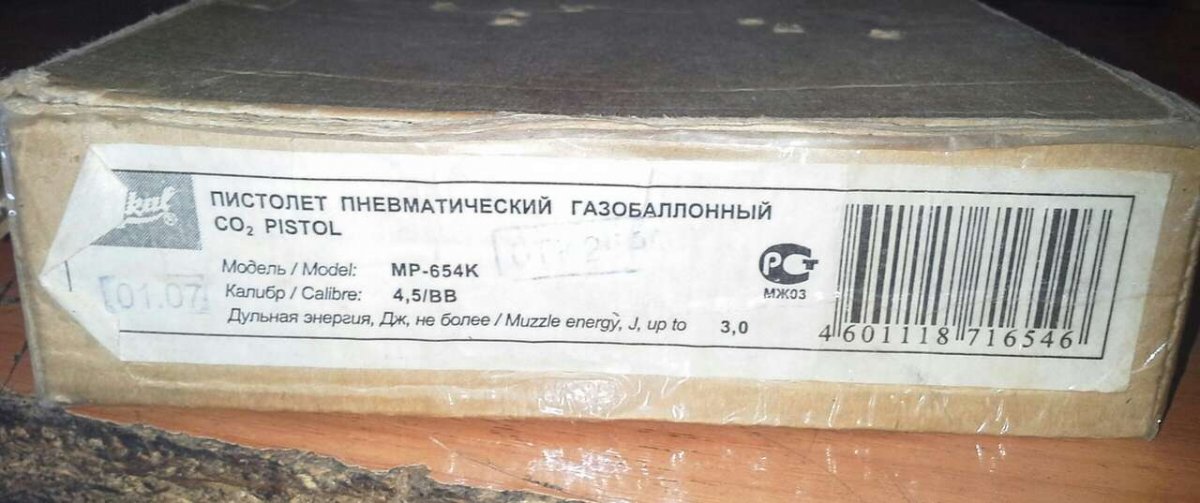 ПИСТОЛЕТ ПНЕВМАТИЧЕСКИЙ ГАЗОБАЛЛОННЫЙ
CO₂ PISTOL
Модель / Model: MP-654K
Калибр / Calibre: 4,5/BB
Дульная энергия, Дж, не более / Muzzle energy, J, up to 3,0
01.07
РСТ
МЖ03
4 601118 716546